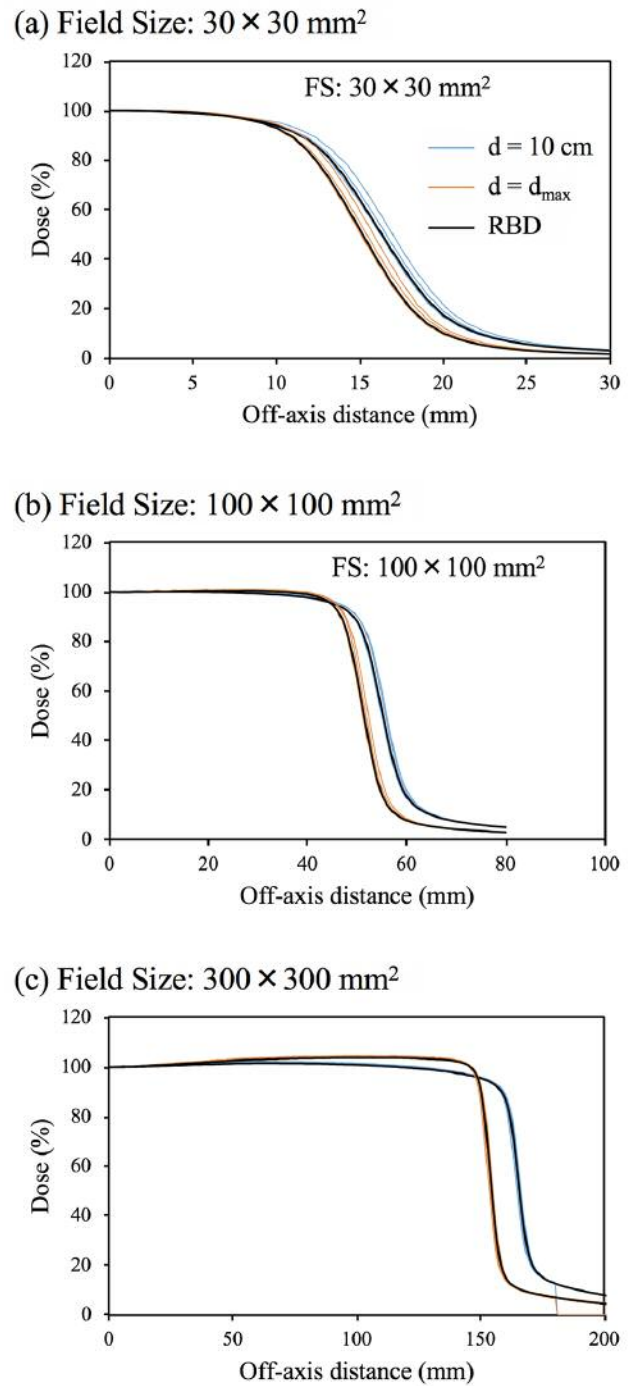 (a) Field Size: 30×30 mm²
120
FS: 30×30 mm²
100
d = 10 cm
80
d = dmax
60
RBD
40
20
0
Dose (%)
0 5 10 15 20 25 30
Off-axis distance (mm)
(b) Field Size: 100×100 mm²
120
FS: 100×100 mm²
100
80
60
40
20
0
Dose (%)
0 20 40 60 80 100
Off-axis distance (mm)
(c) Field Size: 300×300 mm²
120
100
80
60
40
20
0
Dose (%)
0 50 100 150 200
Off-axis distance (mm)